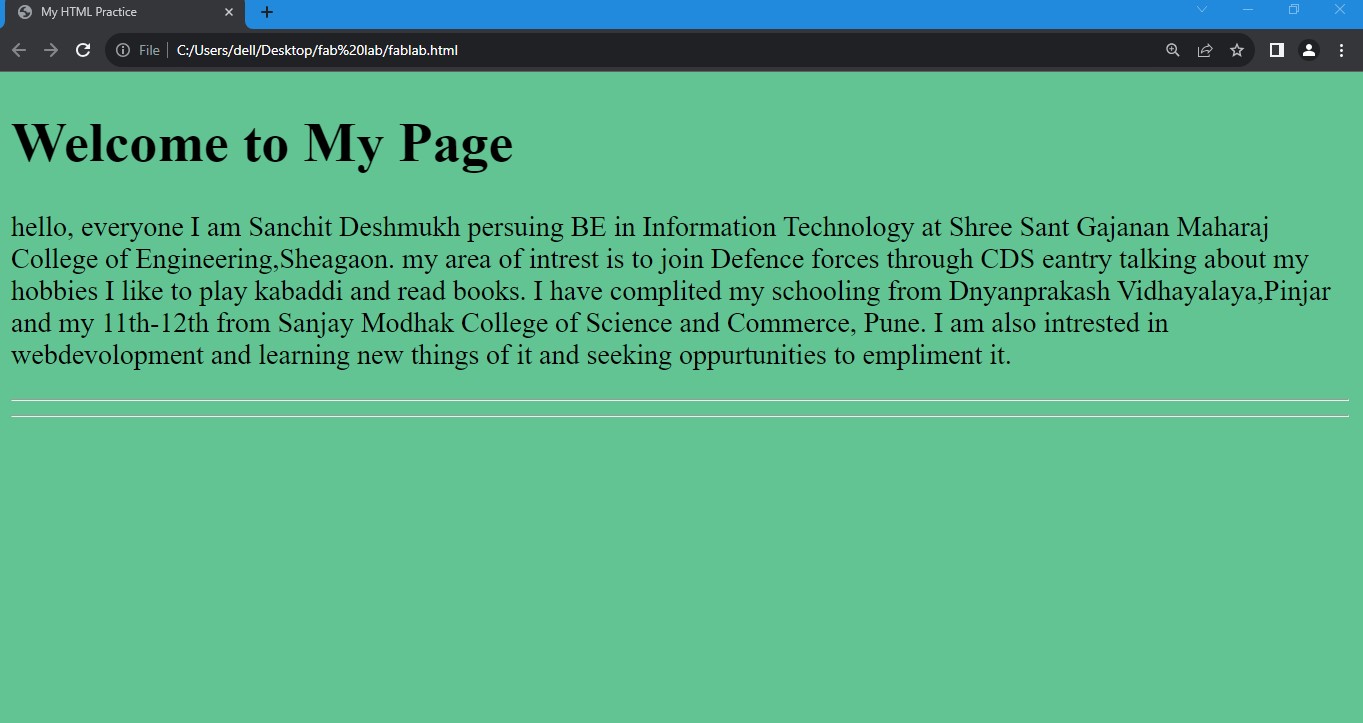 My HTML Practice
File C:/Users/dell/Desktop/fab%20lab/fablab.html
Welcome to My Page
hello, everyone I am Sanchit Deshmukh persuing BE in Information Technology at Shree Sant Gajanan Maharaj
College of Engineering,Sheagaon. my area of intrest is to join Defence forces through CDS eantry talking about my
hobbies I like to play kabaddi and read books. I have complited my schooling from Dnyanprakash Vidhayalaya,Pinjar
and my 11th-12th from Sanjay Modhak College of Science and Commerce, Pune. I am also intrested in
webdevolopment and learning new things of it and seeking oppurtunities to empliment it.